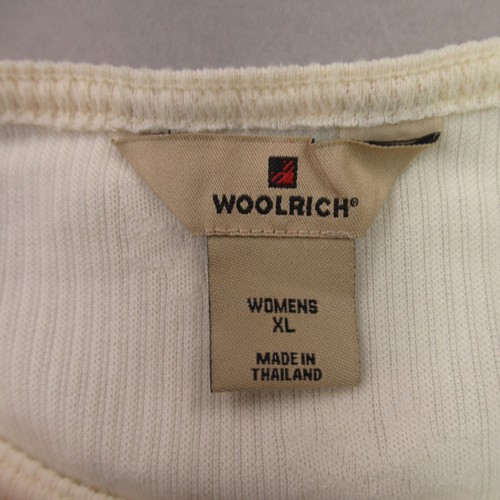 WOOLRICH®
WOMENS
XL
MADE IN
THAILAND